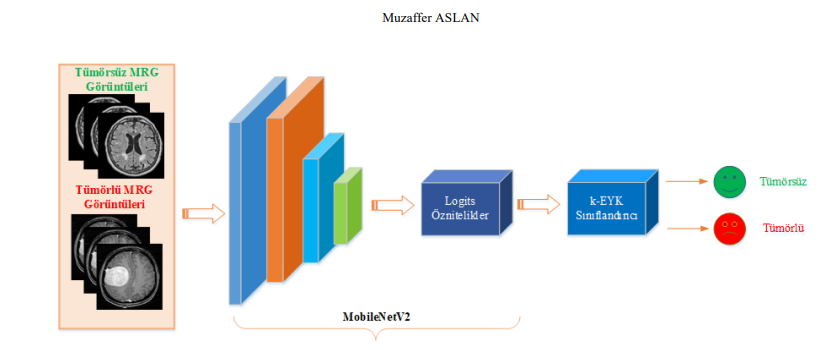 Muzaffer ASLAN
Tümörsüz MRG
Görüntüleri
Tümörlü MRG
Görüntüleri
Logits
Öznitelikler
k-EYK
Sınıflandırıcı
Tümörsüz
Tümörlü
MobileNetV2